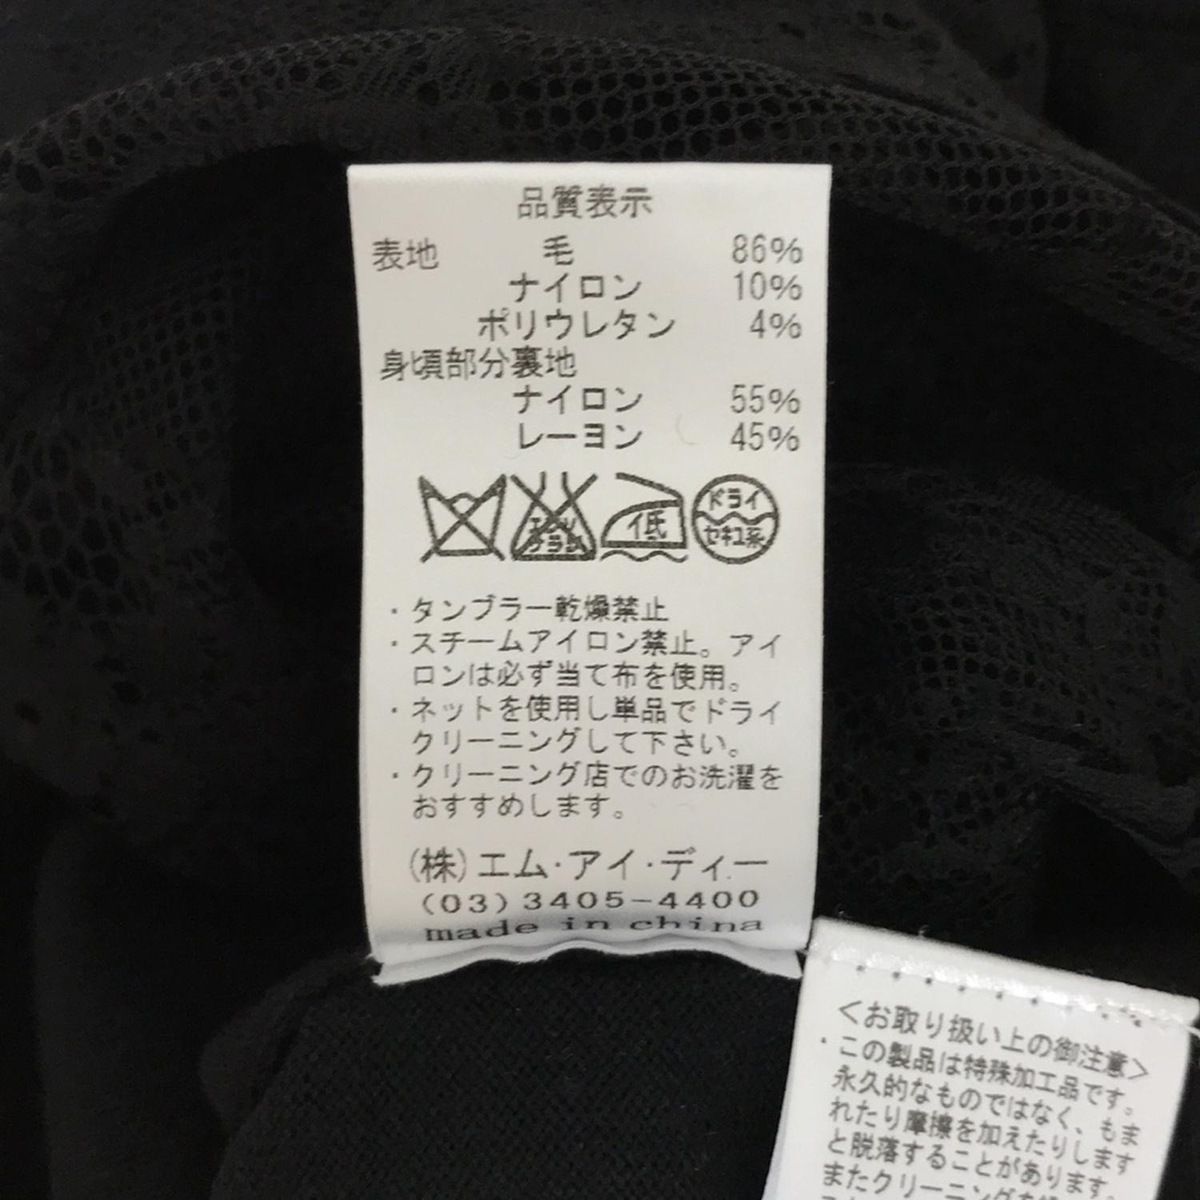 品質表示
表地 毛 86%
ナイロン 10%
ポリウレタン 4%
身頃部分裏地
ナイロン 55%
レーヨン 45%
エンソ
フラン
低
ドライ
セキユ系
・タンブラー乾燥禁止
・スチームアイロン禁止。アイ
ロンは必ず当て布を使用。
・ネットを使用し単品でドライ
クリーニングして下さい。
・クリーニング店でのお洗濯を
おすすめします。
(株)エム・アイ・ディー
(03)3405-4400
made in china
<お取り扱い上の御注意>
・この製品は特殊加工品です。
永久的なものではなく、もま
れたり摩擦を加えたりします
と脱落することがあります
またクリーニング